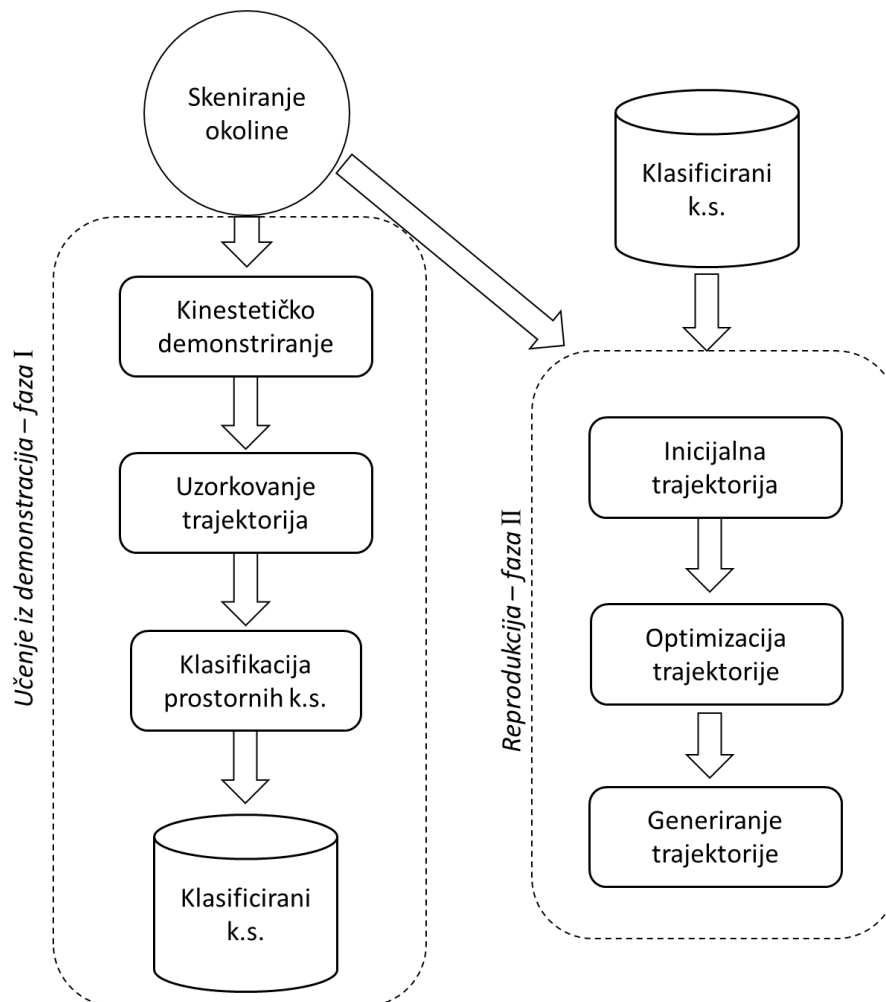 Skeniranje
okoline
Učenje iz demonstracija – faza I
Kinestetičko
demonstriranje
Uzorkovanje
trajektorija
Klasifikacija
prostornih k.s.
Klasificirani
k.s.
Klasificirani
k.s.
Reprodukcija – faza II
Inicijalna
trajektorija
Optimizacija
trajektorije
Generiranje
trajektorije